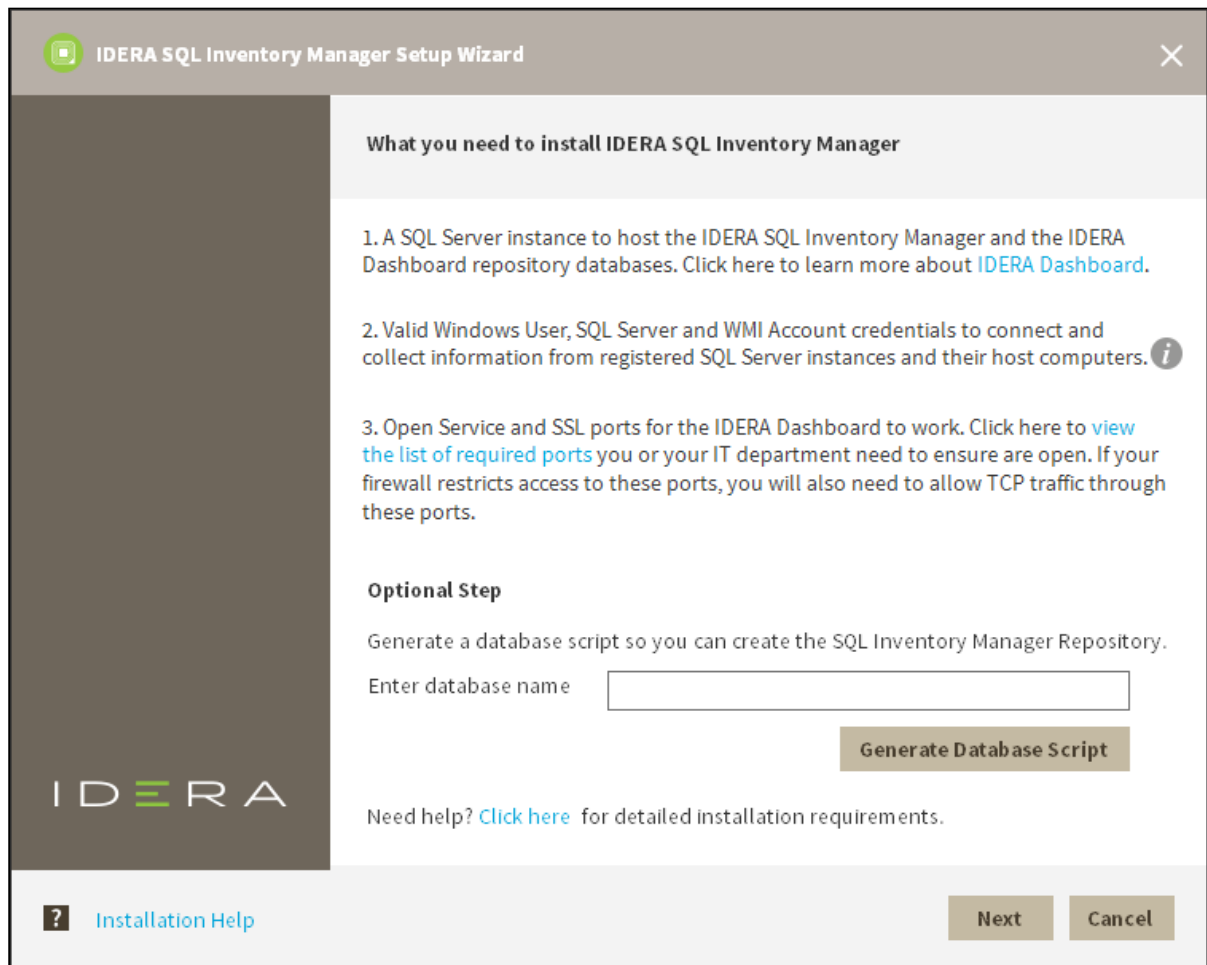 IDERA SQL Inventory Manager Setup Wizard
What you need to install IDERA SQL Inventory Manager
1. A SQL Server instance to host the IDERA SQL Inventory Manager and the IDERA
Dashboard repository databases. Click here to learn more about IDERA Dashboard.
2. Valid Windows User, SQL Server and WMI Account credentials to connect and
collect information from registered SQL Server instances and their host computers.
i
3. Open Service and SSL ports for the IDERA Dashboard to work. Click here to view
the list of required ports you or your IT department need to ensure are open. If your
firewall restricts access to these ports, you will also need to allow TCP traffic through
these ports.
Optional Step
Generate a database script so you can create the SQL Inventory Manager Repository.
Enter database name
Generate Database Script
IDERA
Need help? Click here for detailed installation requirements.
? Installation Help
Next
Cancel